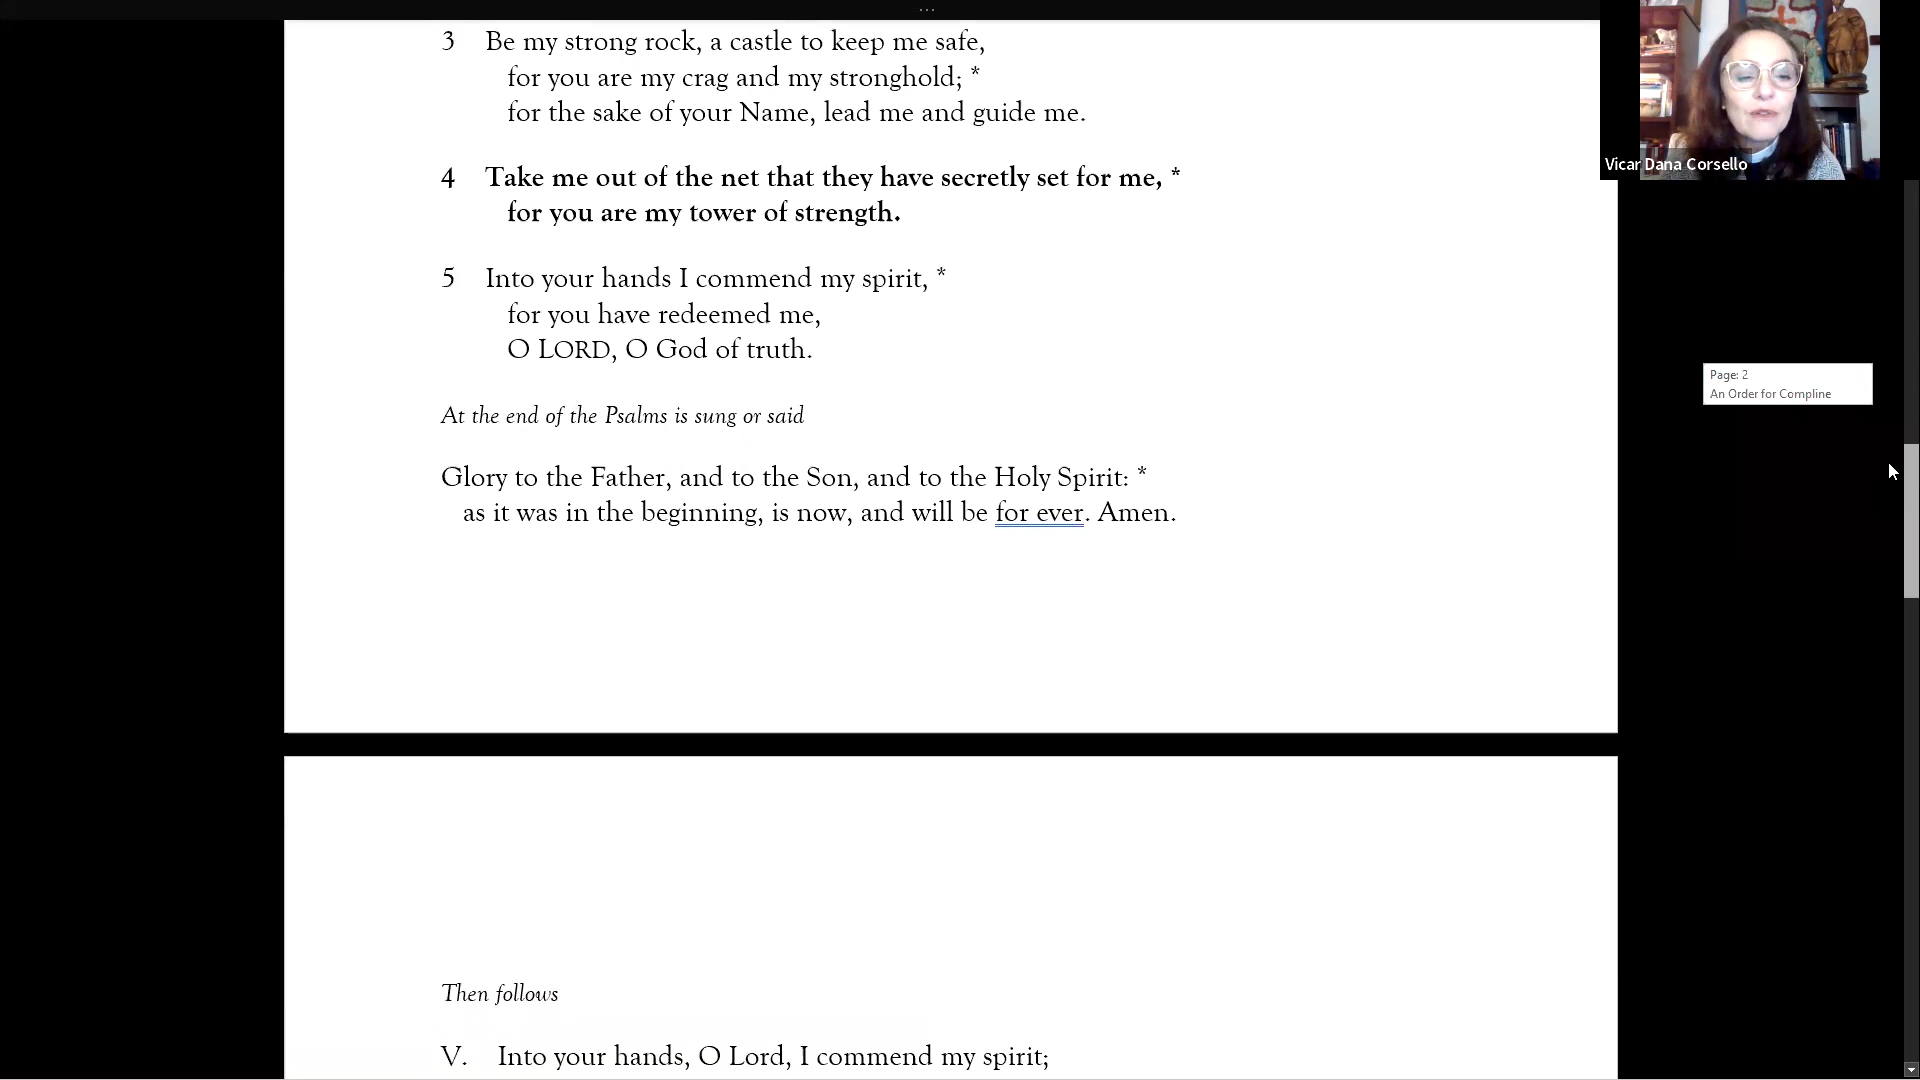 ...
3 Be my strong rock, a castle to keep me safe,
for you are my crag and my stronghold; *
for the sake of your Name, lead me and guide me.
4 Take me out of the net that they have secretly set for me, *
for you are my tower of strength.
5 Into your hands I commend my spirit, *
for you have redeemed me,
O LORD, O God of truth.
At the end of the Psalms is sung or said
Glory to the Father, and to the Son, and to the Holy Spirit: *
as it was in the beginning, is now, and will be for ever. Amen.
Then follows
V. Into your hands, O Lord, I commend my spirit;
Vicar Dana Corsello
Page: 2
An Order for Compline